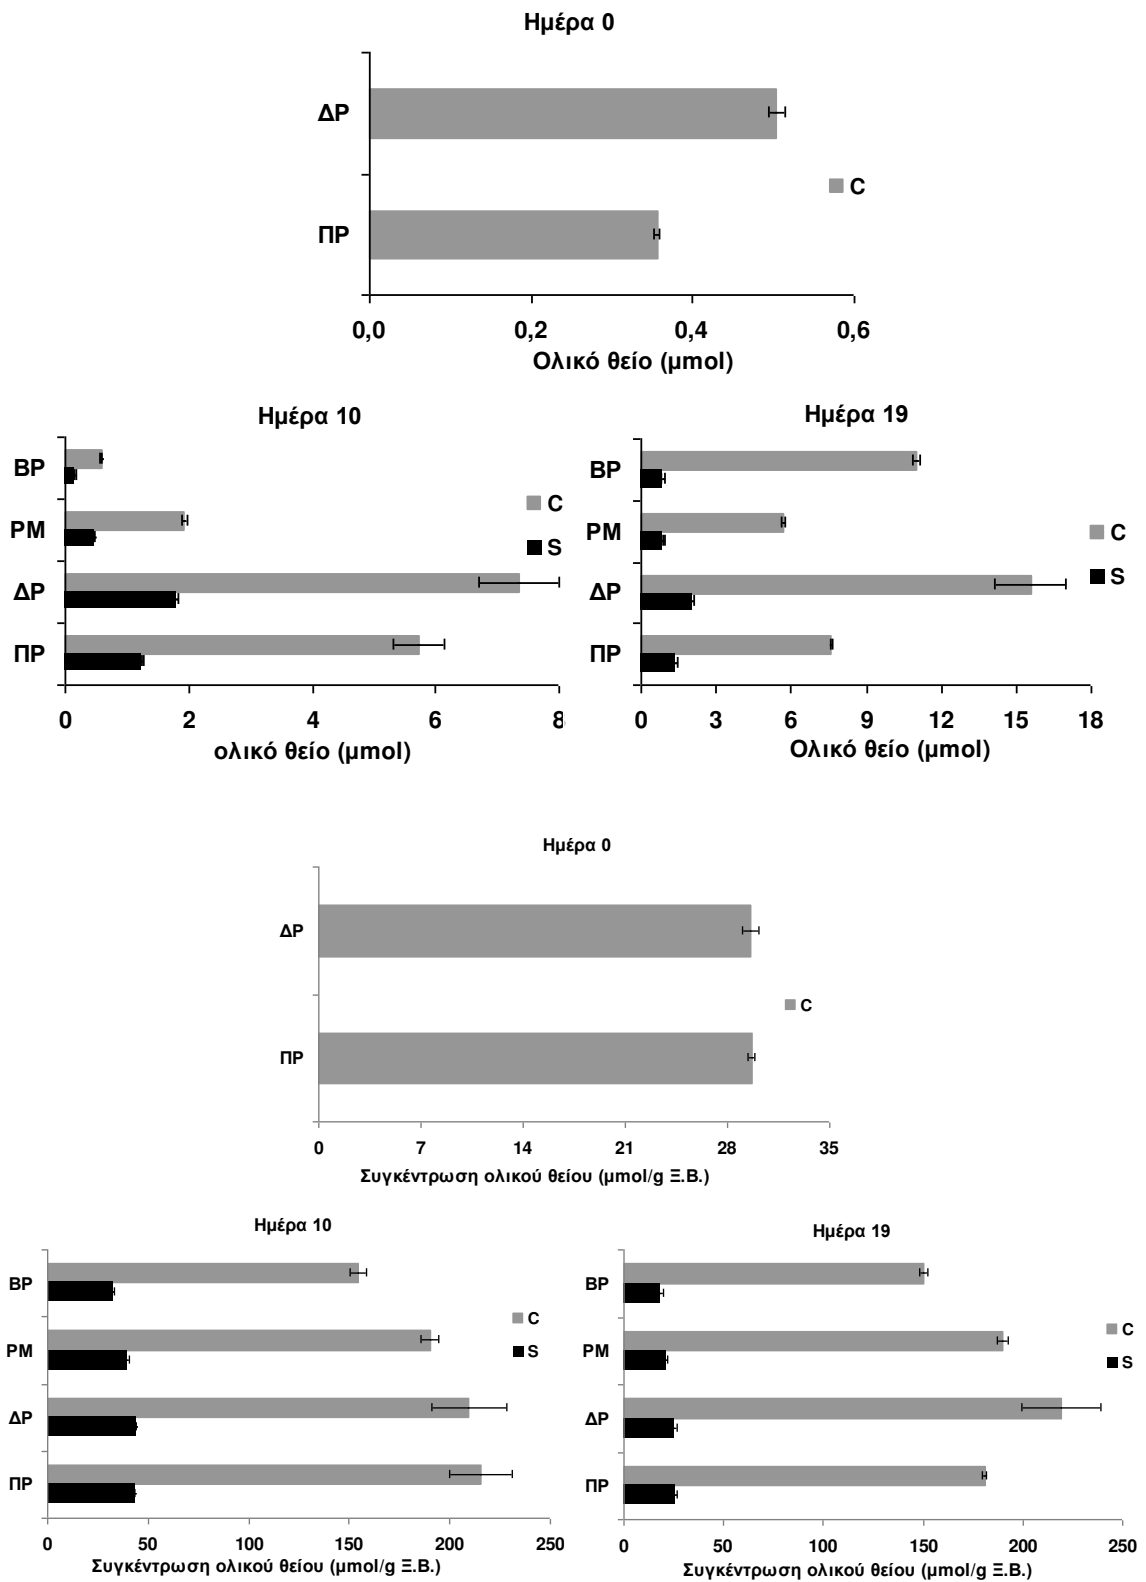 Ημέρα 0
ΔΡ
C
ΠΡ
0,0 0,2 0,4 0,6
Ολικό θείο (μmol)
Ημέρα 10
ΒΡ
C
ΡΜ
S
ΔΡ
ΠΡ
0 2 4 6 8
ολικό θείο (μmol)
Ημέρα 19
ΒΡ
ΡΜ
C
S
ΔΡ
ΠΡ
0 3 6 9 12 15 18
Ολικό θείο (μmol)
Ημέρα 0
ΔΡ
C
ΠΡ
0 7 14 21 28 35
Συγκέντρωση ολικού θείου (μmol/g Ξ.Β.)
Ημέρα 10
ΒΡ
C
ΡΜ
S
ΔΡ
ΠΡ
0 50 100 150 200 250
Συγκέντρωση ολικού θείου (μmol/g Ξ.Β.)
Ημέρα 19
ΒΡ
C
ΡΜ
S
ΔΡ
ΠΡ
0 50 100 150 200 250
Συγκέντρωση ολικού θείου (μmol/g Ξ.Β.)